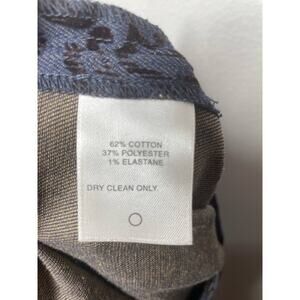 62% COTTON
37% POLYESTER
1% ELASTANE
DRY CLEAN ONLY.